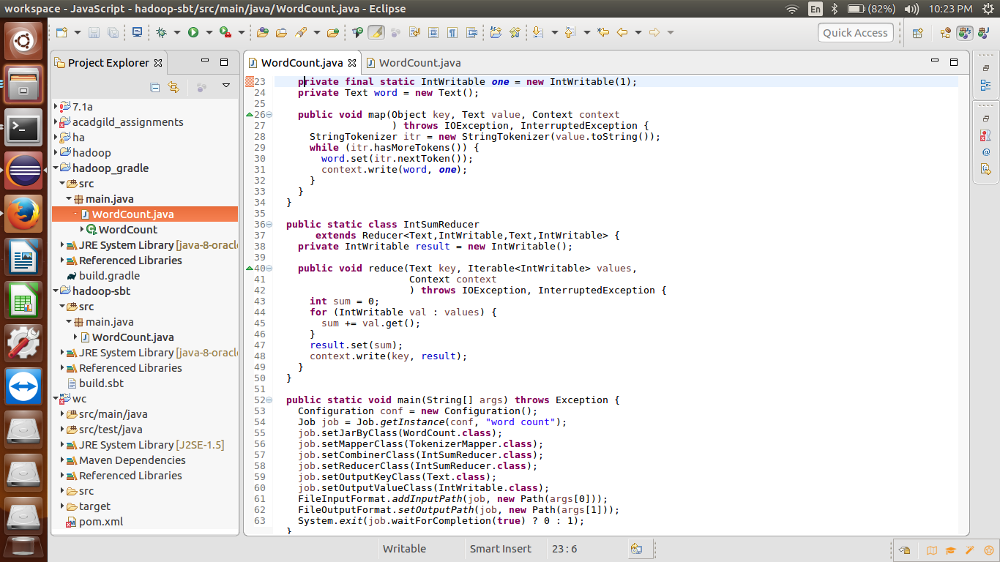 workspace - JavaScript - hadoop-sbt/src/main/java/WordCount.java - Eclipse
En
(82%)
10:23 PM
Quick Access
Project Explorer
7.1a
acadgild_assignments
ha
hadoop
hadoop_gradle
src
main.java
WordCount.java
WordCount
JRE System Library [java-8-oracl
Referenced Libraries
build.gradle
hadoop-sbt
src
main.java
WordCount.java
JRE System Library [java-8-oracl
Referenced Libraries
build.sbt
wc
src/main/java
src/test/java
JRE System Library [J2SE-1.5]
Maven Dependencies
Referenced Libraries
src
target
pom.xml
WordCount.java
WordCount.java
23 private final static IntWritable one = new IntWritable(1);
24 private Text word = new Text();
25
26 public void map(Object key, Text value, Context context
27 ) throws IOException, InterruptedException {
28 StringTokenizer itr = new StringTokenizer(value.toString());
29 while (itr.hasMoreTokens()) {
30 word.set(itr.nextToken());
31 context.write(word, one);
32 }
33 }
34 }
35
36 public static class IntSumReducer
37 extends Reducer<Text,IntWritable,Text,IntWritable> {
38 private IntWritable result = new IntWritable();
39
40 public void reduce(Text key, Iterable<IntWritable> values,
41 Context context
42 ) throws IOException, InterruptedException {
43 int sum = 0;
44 for (IntWritable val : values) {
45 sum += val.get();
46 }
47 result.set(sum);
48 context.write(key, result);
49 }
50 }
51
52 public static void main(String[] args) throws Exception {
53 Configuration conf = new Configuration();
54 Job job = Job.getInstance(conf, "word count");
55 job.setJarByClass(WordCount.class);
56 job.setMapperClass(TokenizerMapper.class);
57 job.setCombinerClass(IntSumReducer.class);
58 job.setReducerClass(IntSumReducer.class);
59 job.setOutputKeyClass(Text.class);
60 job.setOutputValueClass(IntWritable.class);
61 FileInputFormat.addInputPath(job, new Path(args[0]));
62 FileOutputFormat.setOutputPath(job, new Path(args[1]));
63 System.exit(job.waitForCompletion(true) ? 0 : 1);
}
Writable
Smart Insert
23 : 6